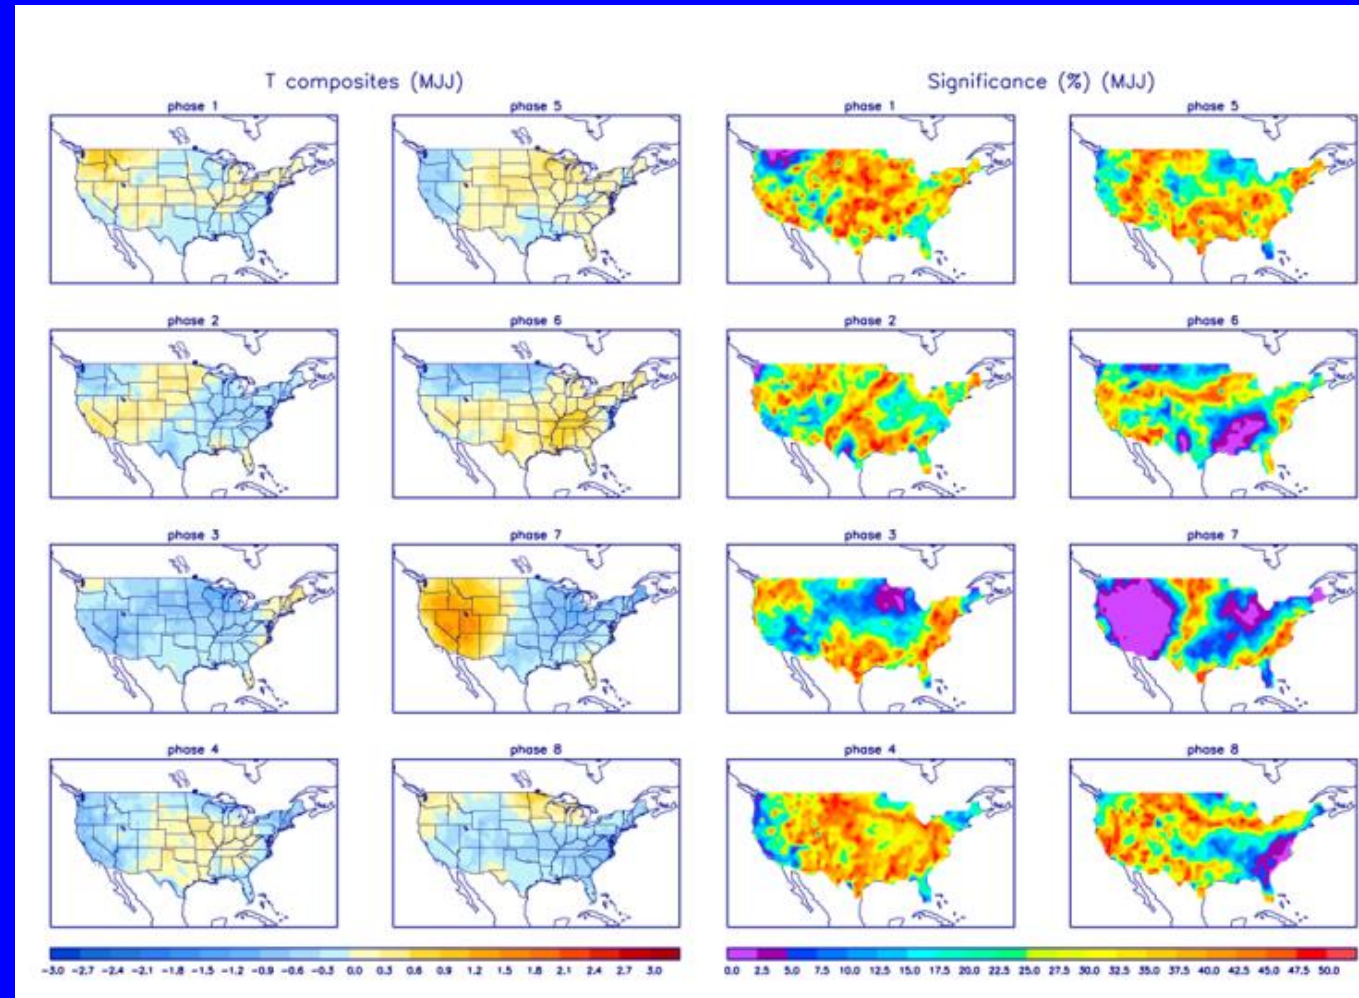 T composites (MJJ) Significance (%) (MJJ)
phase 1 phase 5 phase 1 phase 5
phase 2 phase 6 phase 2 phase 6
phase 3 phase 7 phase 3 phase 7
phase 4 phase 8 phase 4 phase 8
-3.0 -2.7 -2.4 -2.1 -1.8 -1.5 -1.2 -0.9 -0.6 -0.3 0.0 0.3 0.6 0.9 1.2 1.5 1.8 2.1 2.4 2.7 3.0 0.0 2.5 5.0 7.5 10.0 12.5 15.0 17.5 20.0 22.5 25.0 27.5 30.0 32.5 35.0 37.5 40.0 42.5 45.0 47.5 50.0